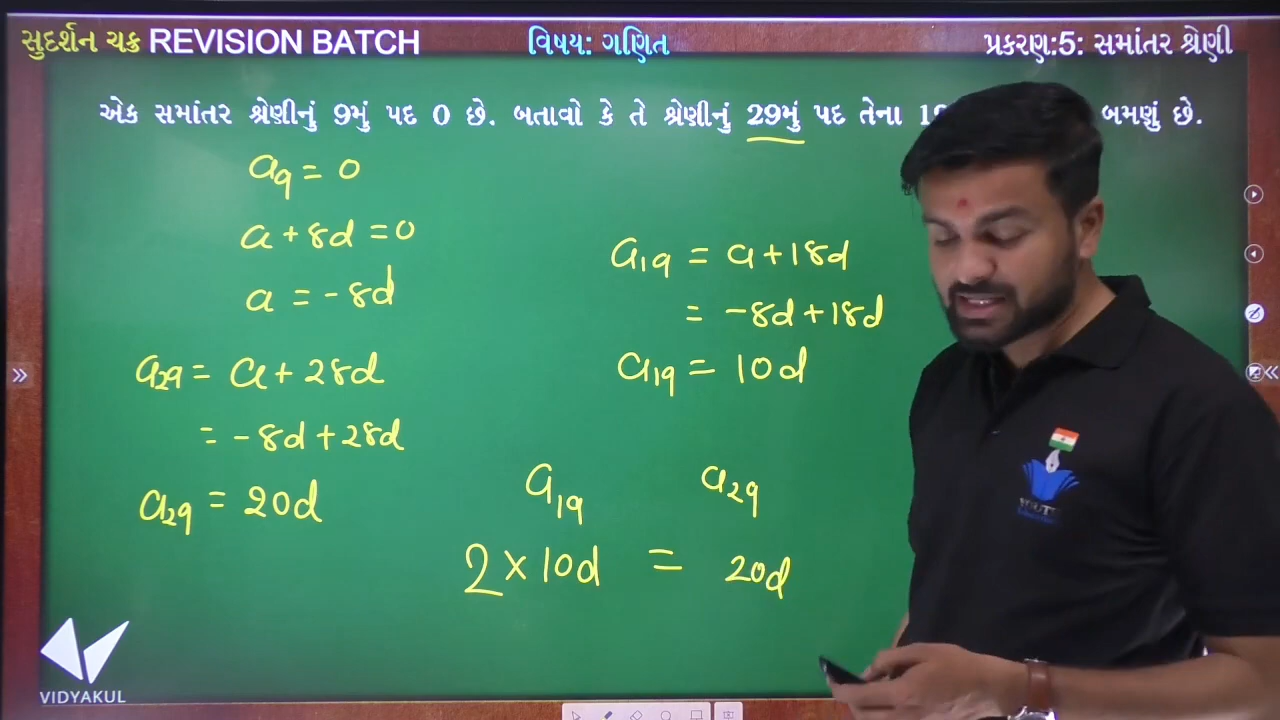 સુદર્શન ચક્ર REVISION BATCH
વિષય: ગણિત
પ્રકરણ:5: સમાંતર શ્રેણી
એક સમાંતર શ્રેણીનું 9મું પદ 0 છે. બતાવો કે તે શ્રેણીનું 29મું પદ તેના બમણું છે.
a₉ = 0
a + 8d = 0
a = -8d
a₂₉ = a + 28d
= -8d + 28d
a₂₉ = 20d
a₁₉ = a + 18d
= -8d + 18d
a₁₉ = 10d
a₁₉ a₂₉
2 × 10d = 20d
VIDYAKUL